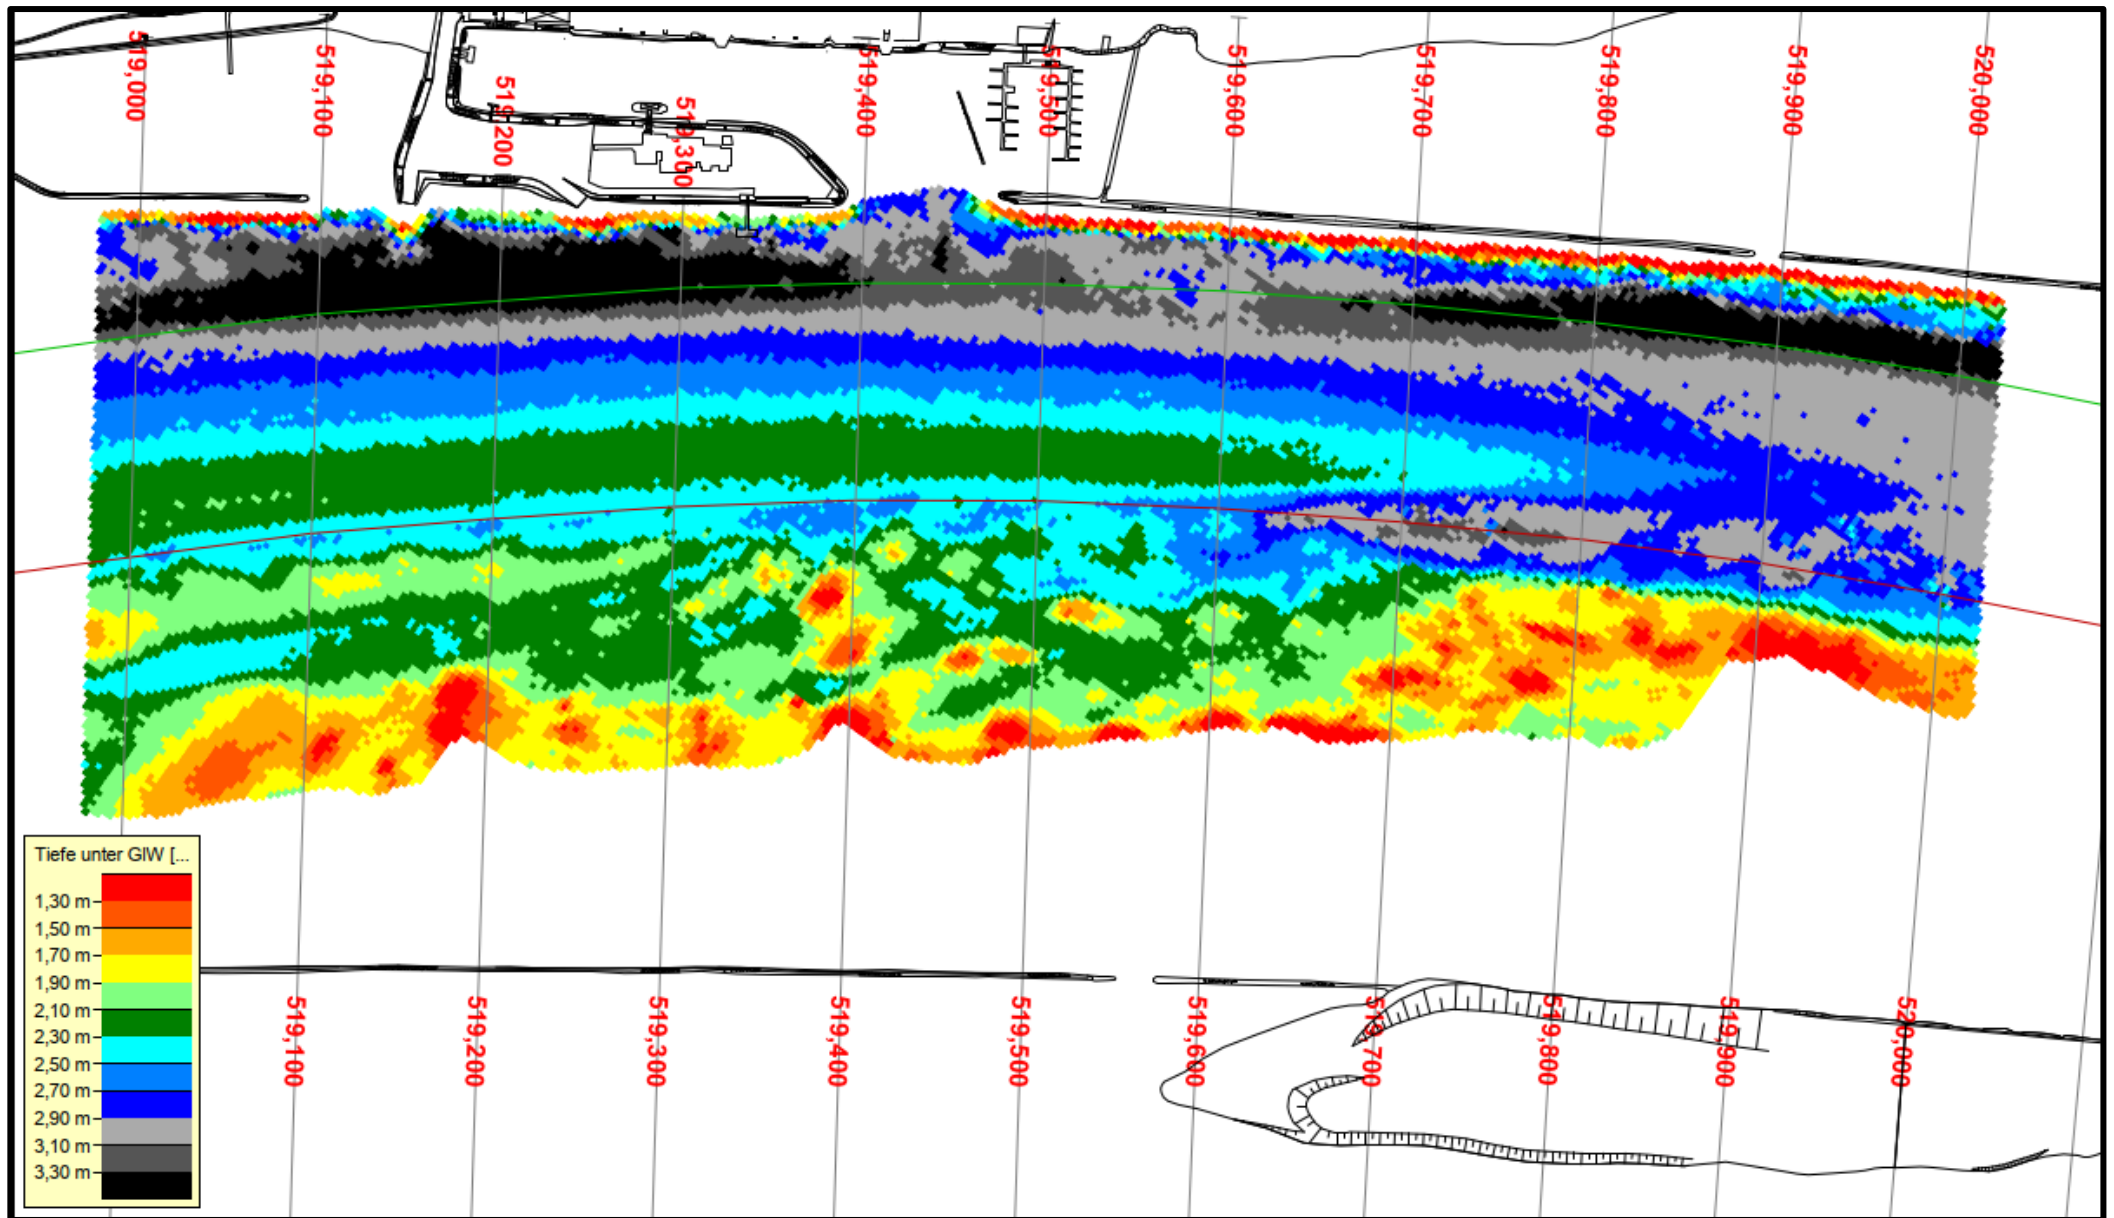 519,000
519,100
519,200
519,300
519,400
519,500
519,600
519,700
519,800
519,900
520,000
Tiefe unter GlW [...
1,30 m
1,50 m
1,70 m
1,90 m
2,10 m
2,30 m
2,50 m
2,70 m
2,90 m
3,10 m
3,30 m
519,100
519,200
519,300
519,400
519,500
519,600
519,700
519,800
519,900
520,000